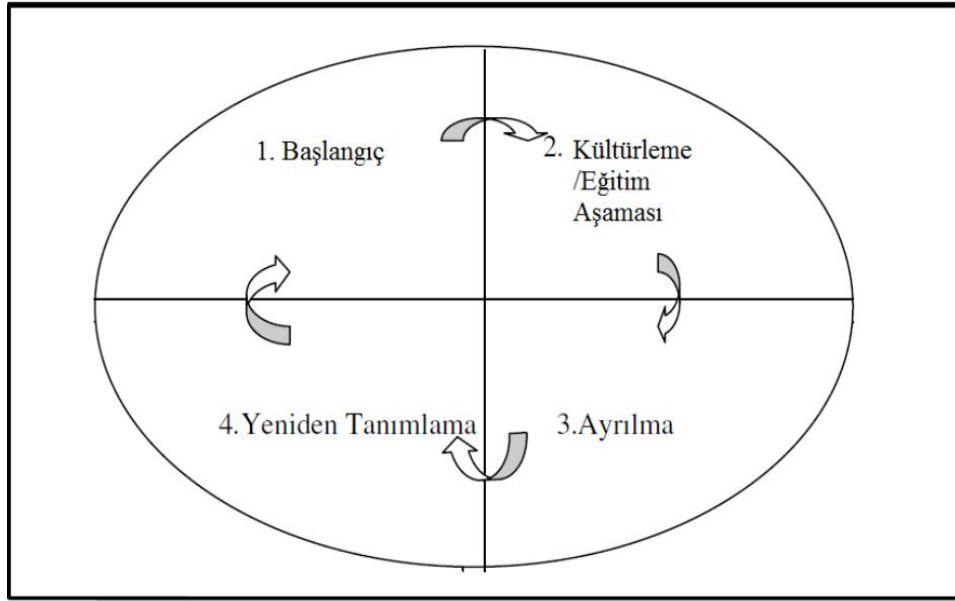 1. Başlangıç
2. Kültürleme
/Eğitim
Aşaması
4.Yeniden Tanımlama
3.Ayrılma